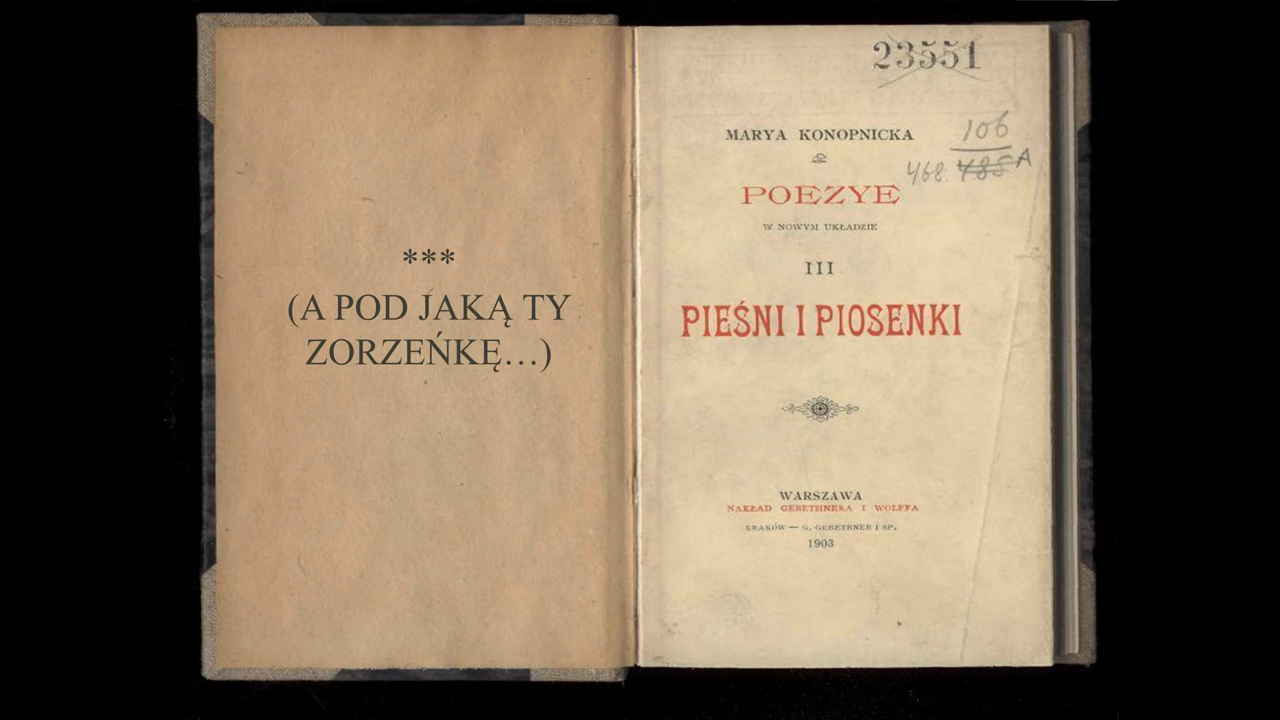 ***
(A POD JAKĄ TY
ZORZEŃKĘ...)
23551
MARYA KONOPNICKA
106
468. 488 A
POEZYE
W NOWYM UKŁADZIE
III
PIEŚNI I PIOSENKI
WARSZAWA
NAKŁAD GEBETHNERA I WOLFFA
KRAKÓW — G. GEBETHNER I SP.
1903